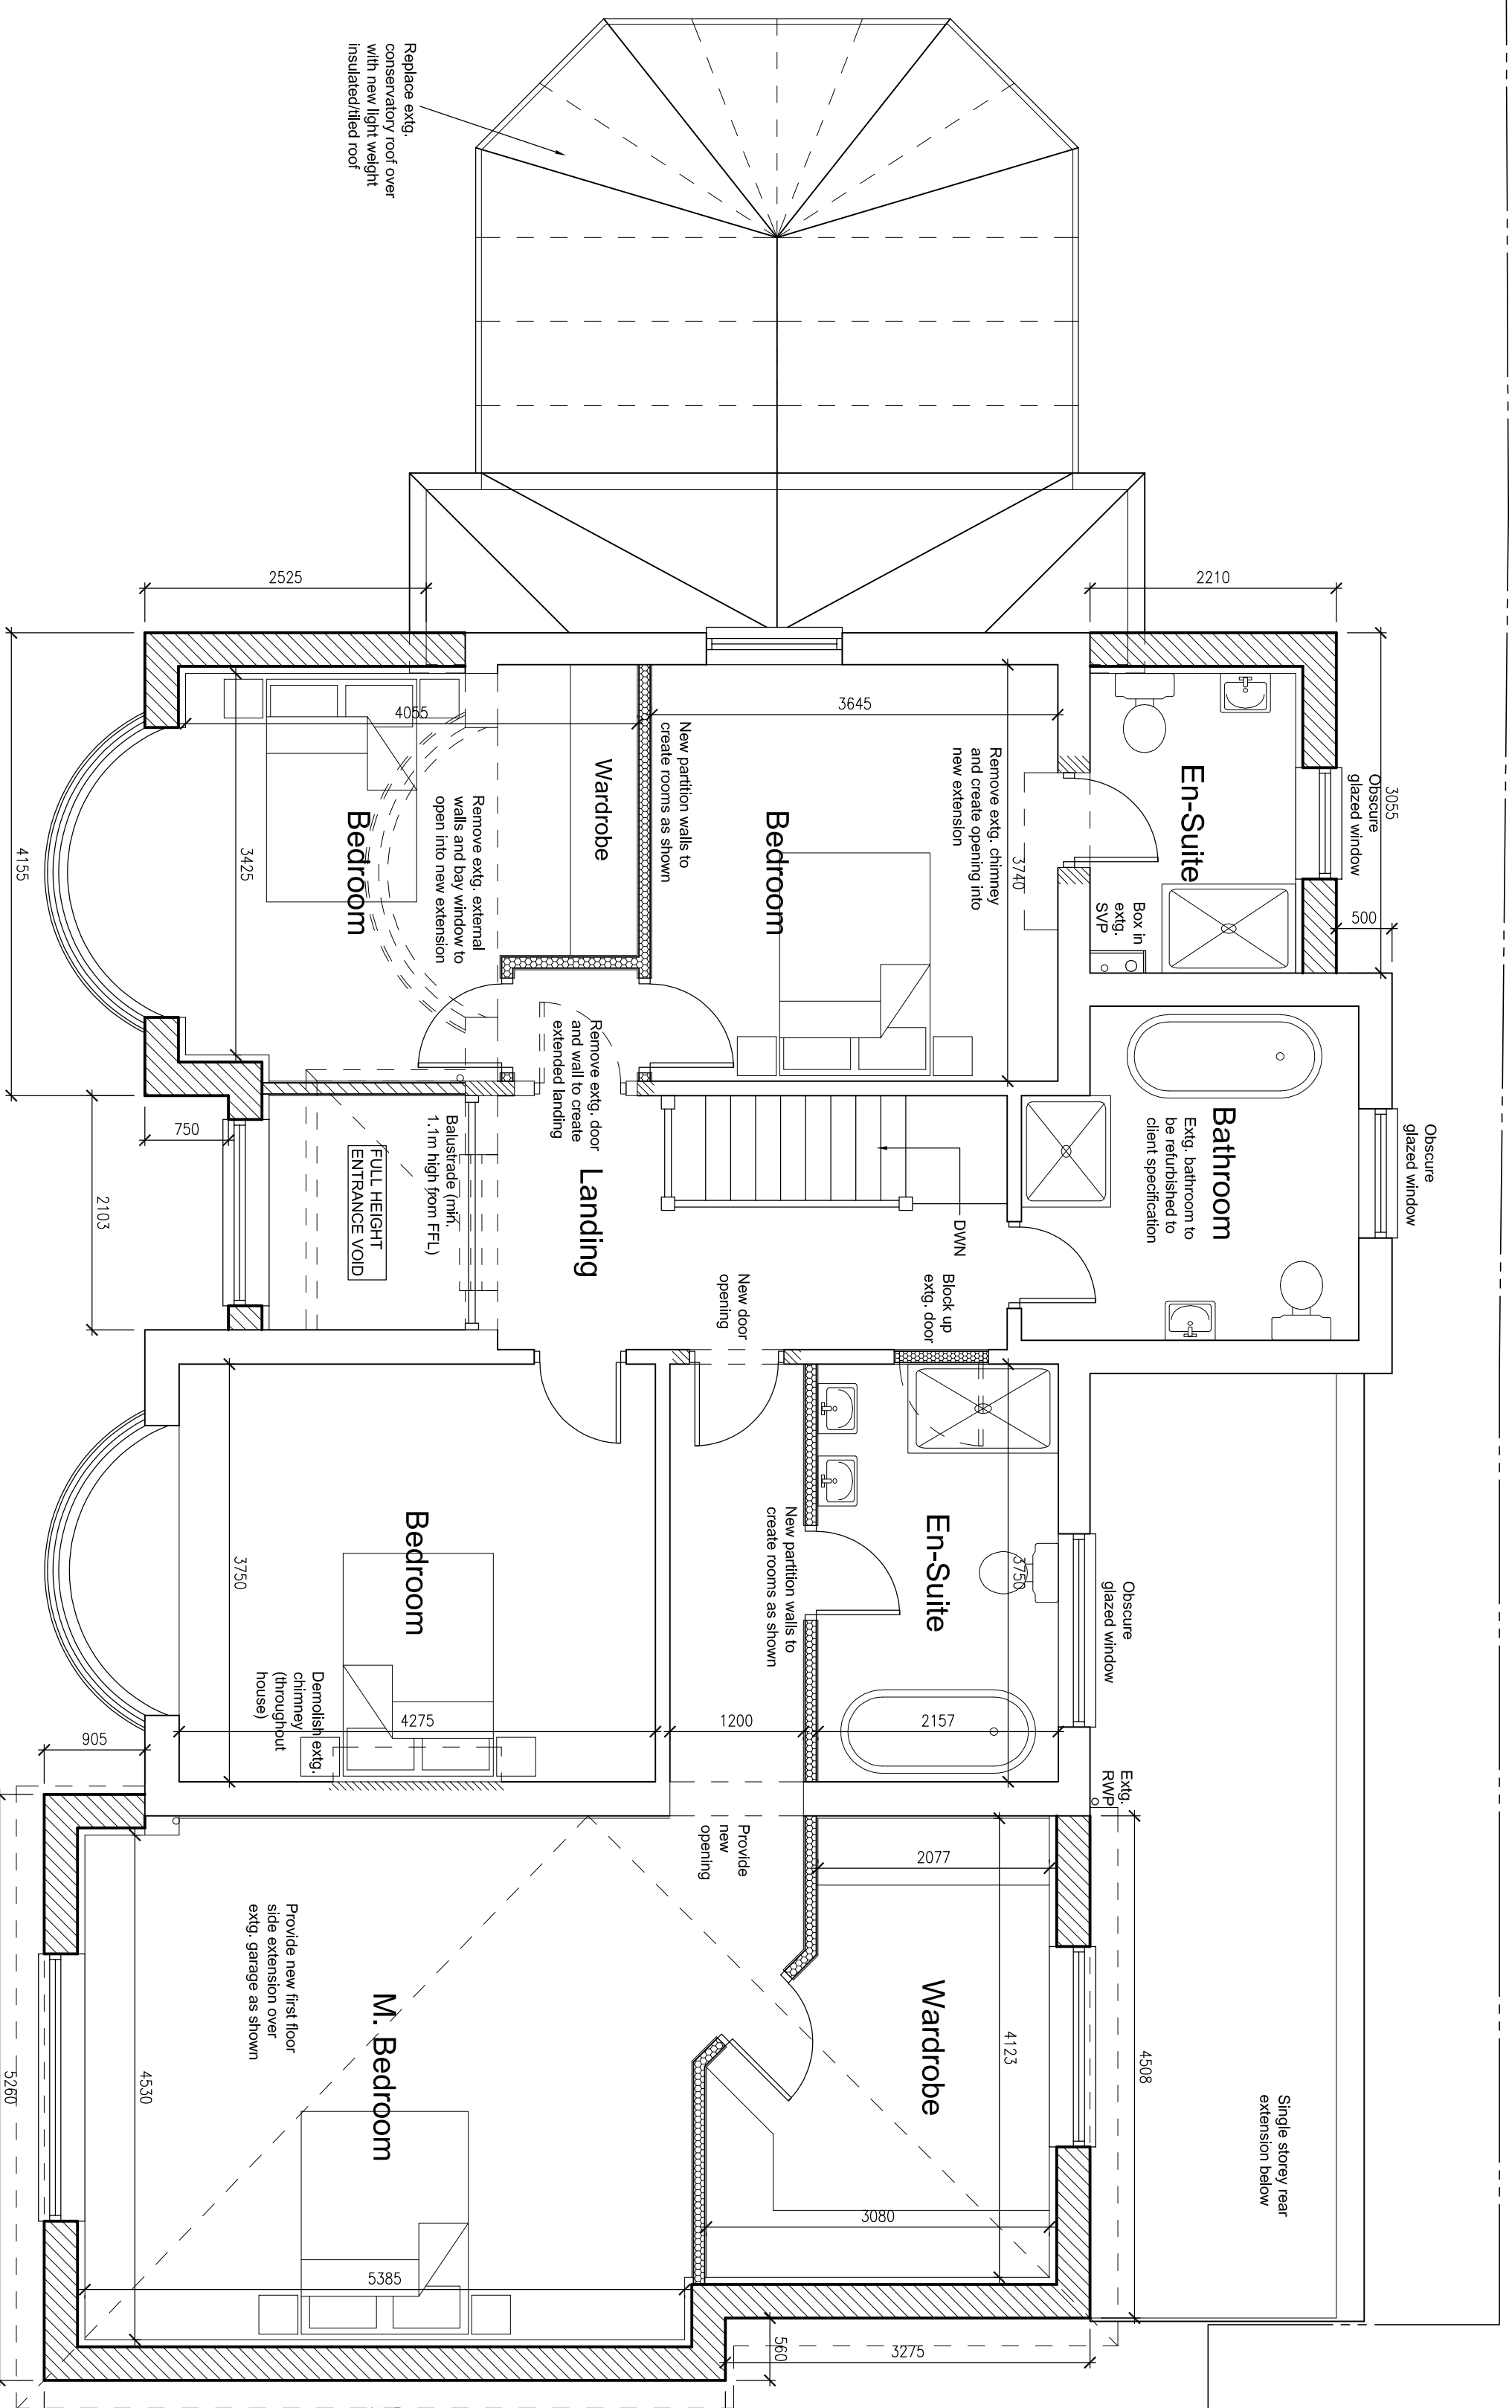 Replace extg.
conservatory roof over
with new light weight
insulated/tiled roof
2525
2210
3055
500
Obscure
glazed window
En-Suite
Box in
extg.
SVP
3645
3740
Remove extg. chimney
and create opening into
new extension
Bedroom
New partition walls to
create rooms as shown
Wardrobe
4055
Remove extg. external
walls and bay window to
open into new extension
Bedroom
3425
4155
Obscure
glazed window
Bathroom
Extg. bathroom to
be refurbished to
client specification
DWN
Remove extg. door
and wall to create
extended landing
Landing
Balustrade (min.
1.1m high from FFL)
FULL HEIGHT
ENTRANCE VOID
750
2103
Block up
extg. door
New door
opening
Obscure
glazed window
En-Suite
3750
New partition walls to
create rooms as shown
2157
1200
4275
Bedroom
3750
Demolish extg.
chimney
(throughout
house)
905
Extg.
RWP
Provide
new
opening
2077
Wardrobe
4123
4508
3080
Single storey rear
extension below
Provide new first floor
side extension over
extg. garage as shown
M. Bedroom
4530
5260
5385
560
3275